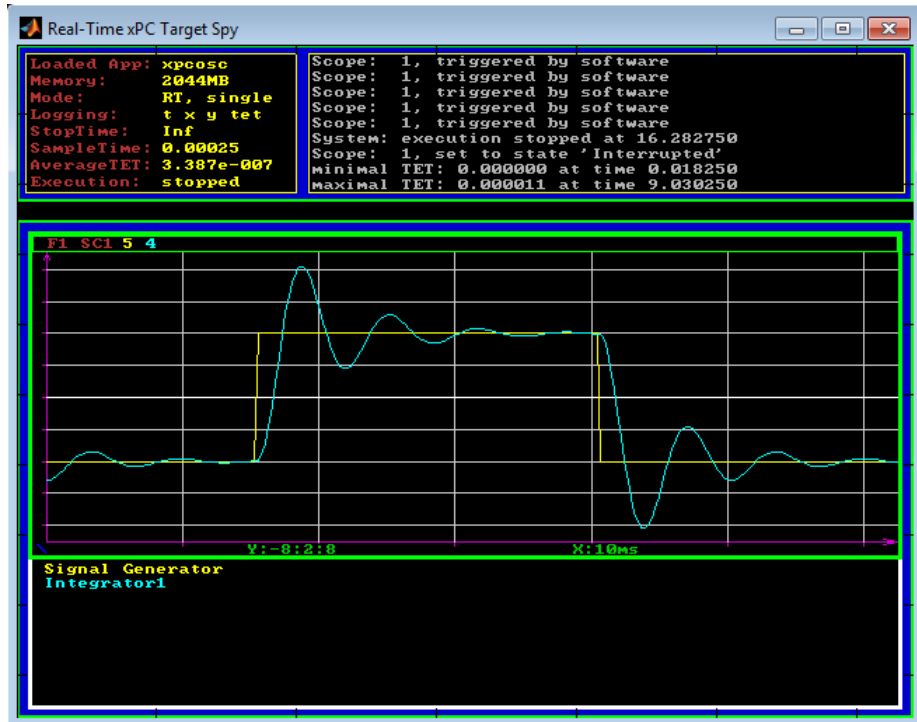 Real-Time xPC Target Spy
Loaded App: xpcosc
Memory: 2044MB
Mode: RT, single
Logging: t x y tet
StopTime: Inf
SampleTime: 0.00025
AverageTET: 3.387e-007
Execution: stopped
Scope: 1, triggered by software
Scope: 1, triggered by software
Scope: 1, triggered by software
Scope: 1, triggered by software
Scope: 1, triggered by software
System: execution stopped at 16.282750
Scope: 1, set to state 'Interrupted'
minimal TET: 0.000000 at time 0.018250
maximal TET: 0.000011 at time 9.030250
F1 SC1 5 4
Y:-8:2:8 X:10ms
Signal Generator
Integrator1